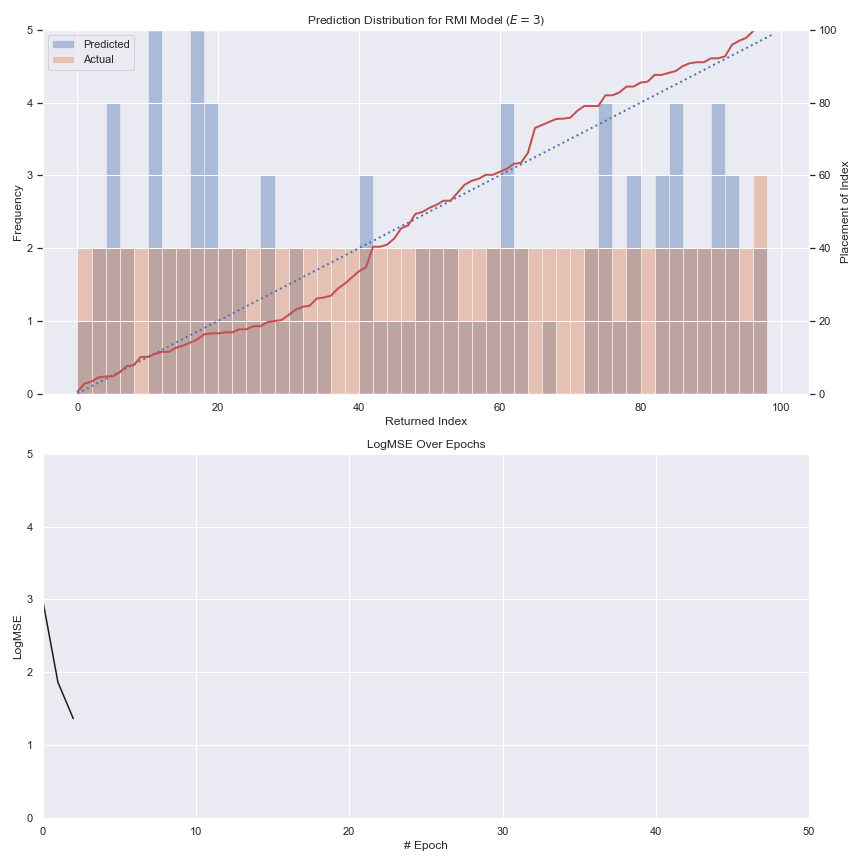 Prediction Distribution for RMI Model (E = 3)
Predicted
Actual
5
4
3
2
1
0
Frequency
100
80
60
40
20
0
Placement of Index
0 20 40 60 80 100
Returned Index
LogMSE Over Epochs
5
4
3
2
1
0
LogMSE
0 10 20 30 40 50
# Epoch